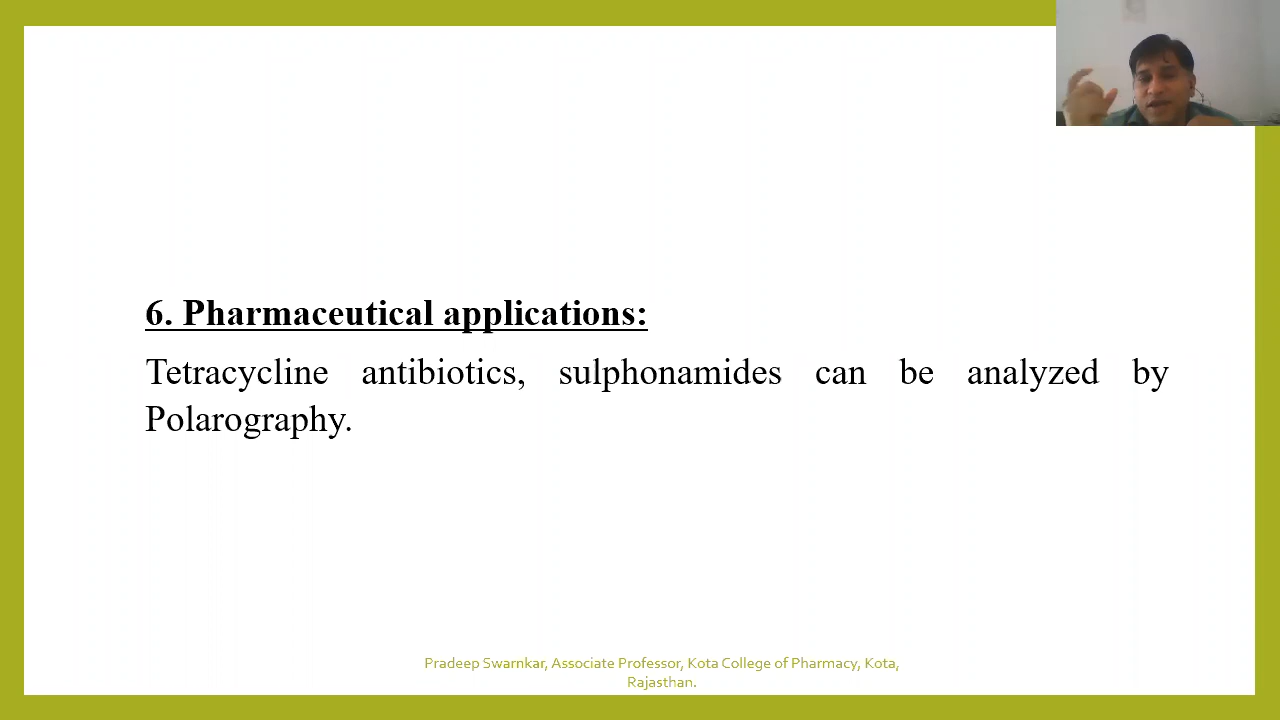 6. Pharmaceutical applications:
Tetracycline antibiotics, sulphonamides can be analyzed by
Polarography.
Pradeep Swarnkar, Associate Professor, Kota College of Pharmacy, Kota,
Rajasthan.